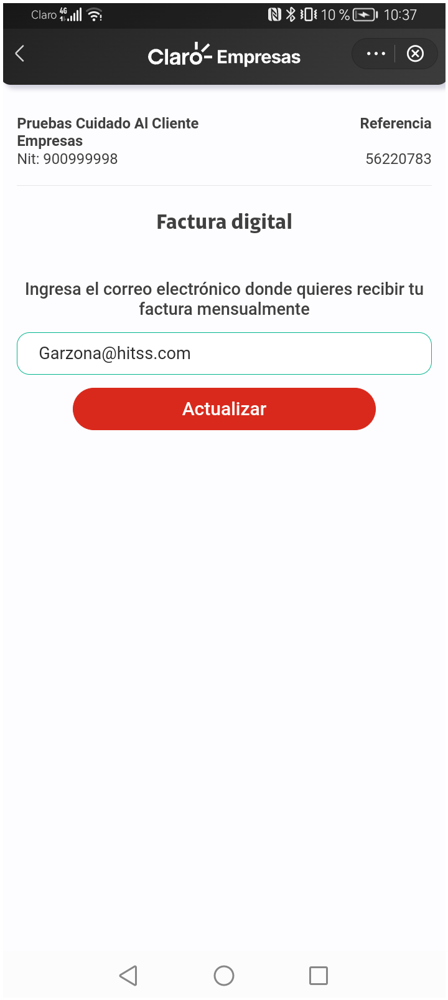 Claro 4G 10 % 10:37
Claro- Empresas
Pruebas Cuidado Al Cliente Empresas
Referencia
Nit: 900999998
56220783
Factura digital
Ingresa el correo electrónico donde quieres recibir tu
factura mensualmente
Garzona@hitss.com
Actualizar